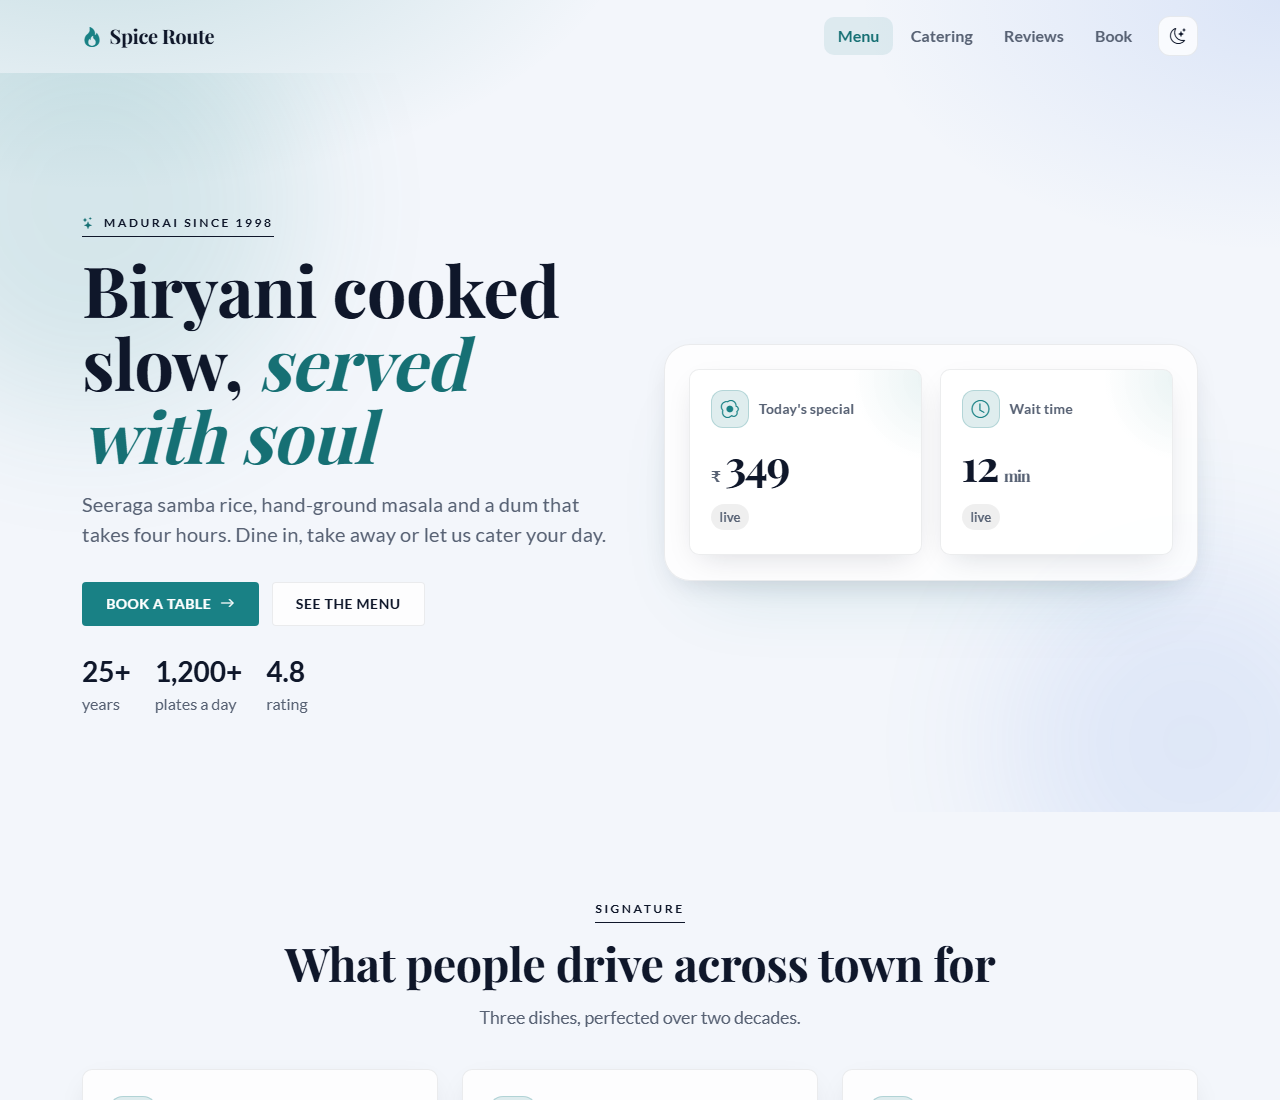 Spice Route
Menu
Catering
Reviews
Book
MADURAI SINCE 1998
Biryani cooked
slow, served
with soul
Seeraga samba rice, hand-ground masala and a dum that
takes four hours. Dine in, take away or let us cater your day.
BOOK A TABLE →
SEE THE MENU
25+
years
1,200+
plates a day
4.8
rating
Today's special
₹ 349
live
Wait time
12 min
live
SIGNATURE
What people drive across town for
Three dishes, perfected over two decades.